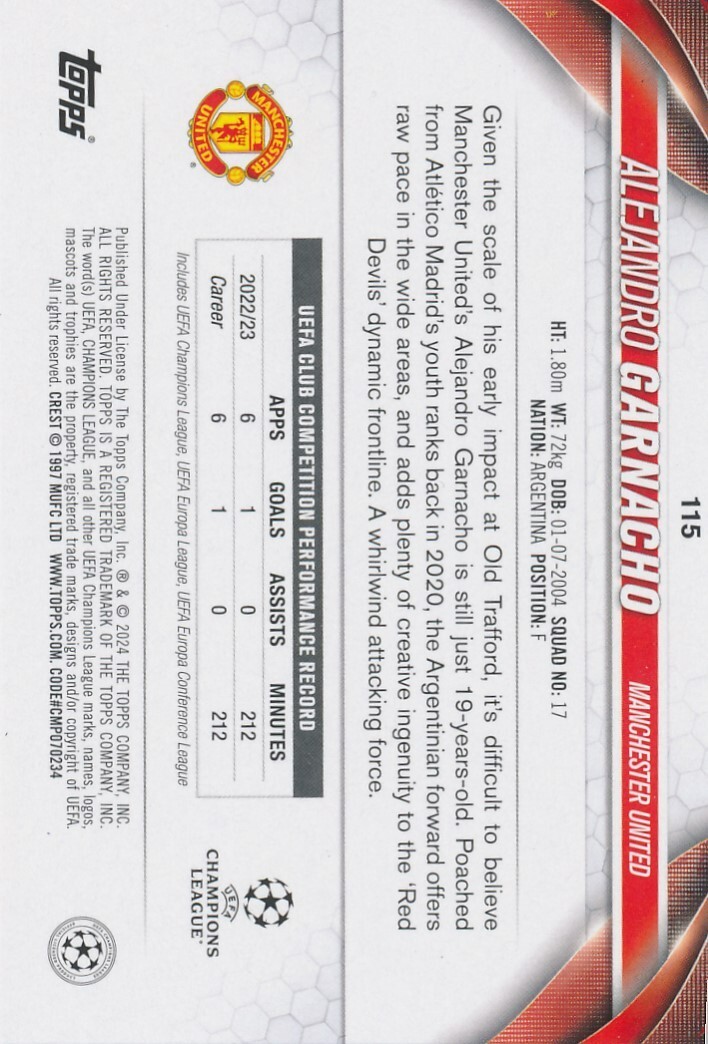 115
ALEJANDRO GARNACHO MANCHESTER UNITED
HT: 1.80m WT: 72kg DOB: 01-07-2004 SQUAD NO: 17
NATION: ARGENTINA POSITION: F
Given the scale of his early impact at Old Trafford, it's difficult to believe
Manchester United's Alejandro Garnacho is still just 19-years-old. Poached
from Atlético Madrid's youth ranks back in 2020, the Argentinian forward offers
raw pace in the wide areas, and adds plenty of creative ingenuity to the 'Red
Devils' dynamic frontline. A whirlwind attacking force.
MANCHESTER
UNITED
®
UEFA CLUB COMPETITION PERFORMANCE RECORD
APPS GOALS ASSISTS MINUTES
2022/23 6 1 0 212
Career 6 1 0 212
Includes UEFA Champions League, UEFA Europa League, UEFA Europa Conference League
UEFA
CHAMPIONS
LEAGUE®
topps®
Published Under License by The Topps Company, Inc. ® & © 2024 THE TOPPS COMPANY, INC.
ALL RIGHTS RESERVED. TOPPS IS A REGISTERED TRADEMARK OF THE TOPPS COMPANY, INC.
The word(s) UEFA, CHAMPIONS LEAGUE, and all other UEFA Champions League marks, names, logos,
mascots and trophies are the property, registered trade marks, designs and/or copyright of UEFA.
All rights reserved. CREST © 1997 MUFC LTD WWW.TOPPS.COM. CODE#CMP070234